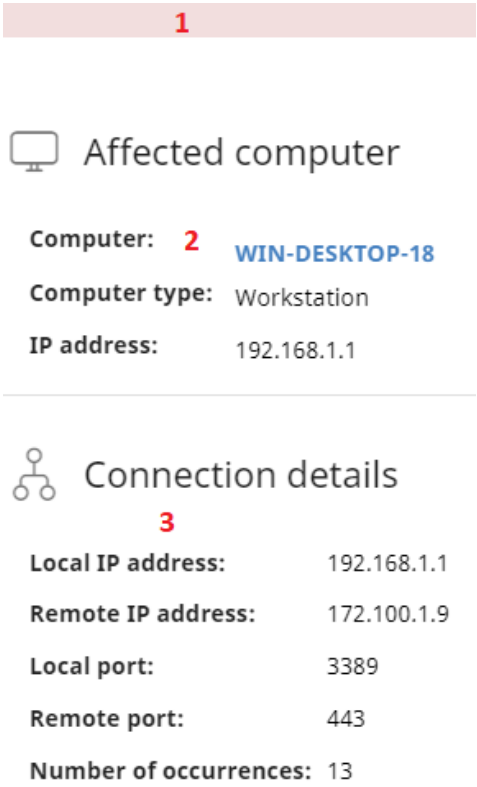 1
Affected computer
Computer: 2 WIN-DESKTOP-18
Computer type: Workstation
IP address: 192.168.1.1
Connection details
3
Local IP address: 192.168.1.1
Remote IP address: 172.100.1.9
Local port: 3389
Remote port: 443
Number of occurrences: 13